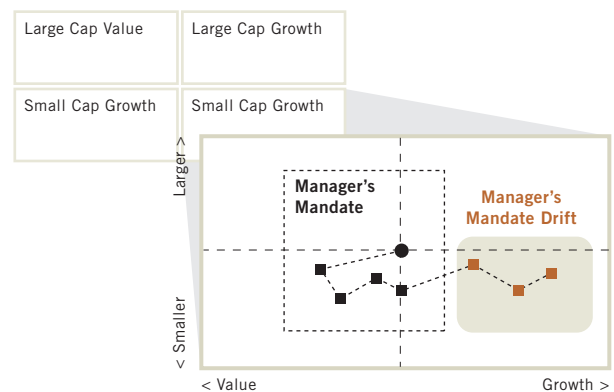 Large Cap Value
Large Cap Growth
Small Cap Growth
Small Cap Growth
Larger >
< Smaller
Manager's
Mandate
Manager's
Mandate Drift
< Value
Growth >